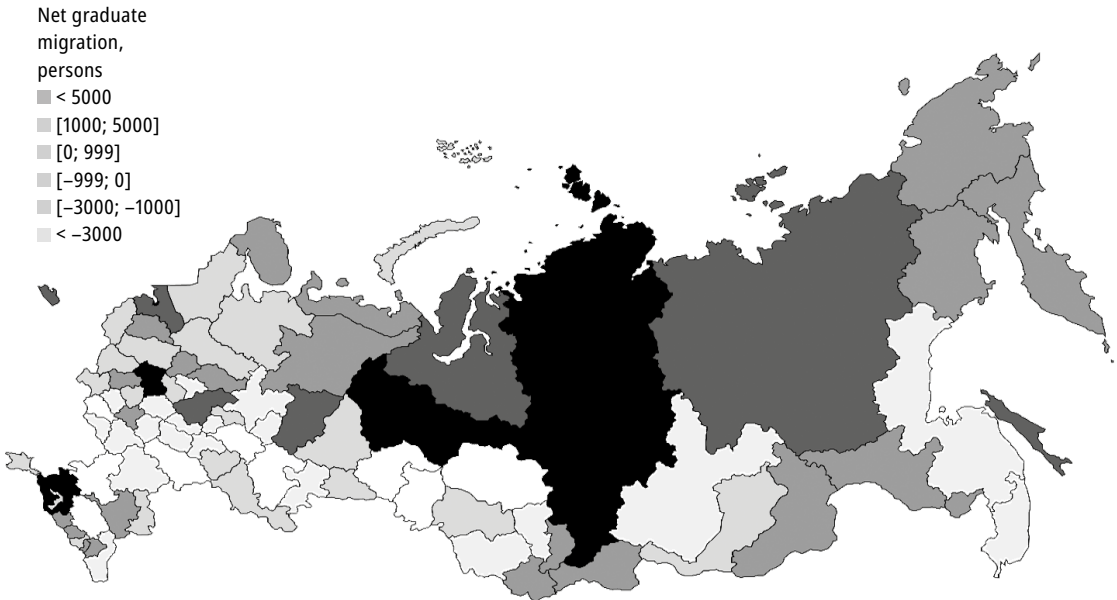 Net graduate
migration,
persons
< 5000
[1000; 5000]
[0; 999]
[−999; 0]
[−3000; −1000]
< −3000